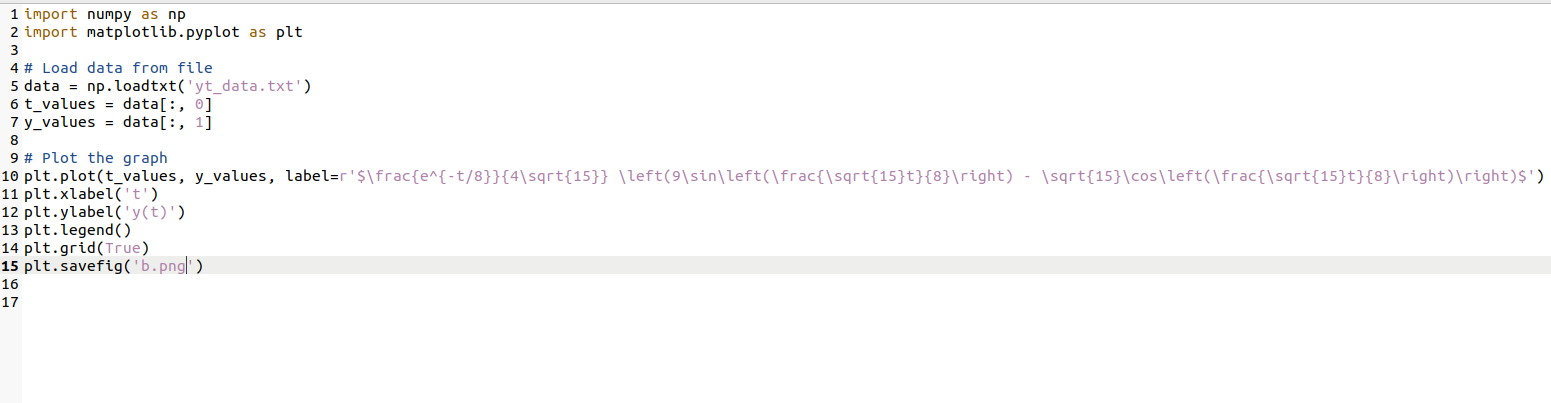 1 import numpy as np
2 import matplotlib.pyplot as plt
3
4 # Load data from file
5 data = np.loadtxt('yt_data.txt')
6 t_values = data[:, 0]
7 y_values = data[:, 1]
8
9 # Plot the graph
10 plt.plot(t_values, y_values, label=r'$\frac{e^{-t/8}}{4\sqrt{15}} \left(9\sin\left(\frac{\sqrt{15}t}{8}\right) - \sqrt{15}\cos\left(\frac{\sqrt{15}t}{8}\right)\right)$')
11 plt.xlabel('t')
12 plt.ylabel('y(t)')
13 plt.legend()
14 plt.grid(True)
15 plt.savefig('b.png')
16
17